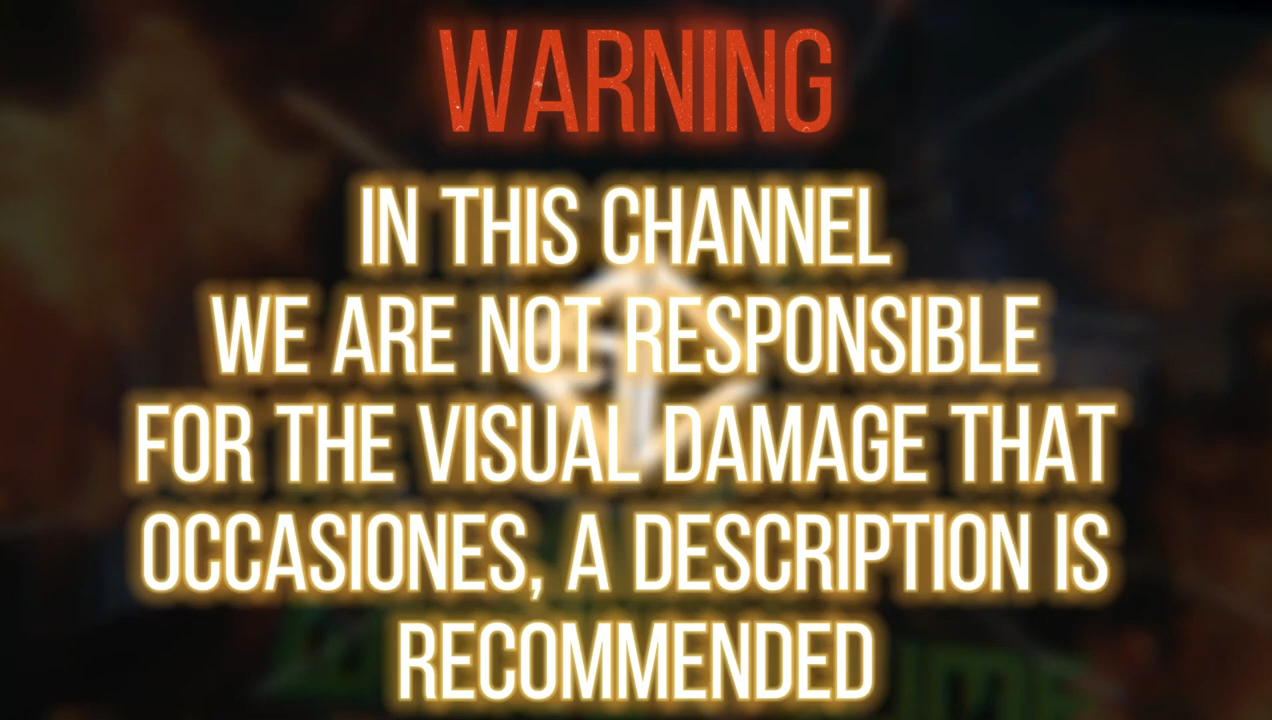 WARNING
IN THIS CHANNEL
WE ARE NOT RESPONSIBLE
FOR THE VISUAL DAMAGE THAT
OCCASIONES, A DESCRIPTION IS
RECOMMENDED